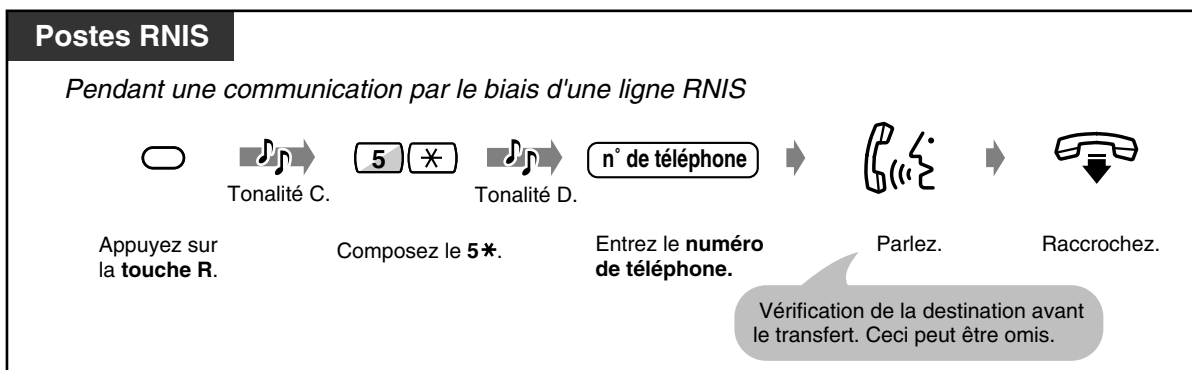 Postes RNIS
Pendant une communication par le biais d'une ligne RNIS
5 ✶ n° de téléphone
Tonalité C. Tonalité D.
Appuyez sur
la touche R.
Composez le 5✶.
Entrez le numéro
de téléphone.
Parlez.
Raccrochez.
Vérification de la destination avant
le transfert. Ceci peut être omis.